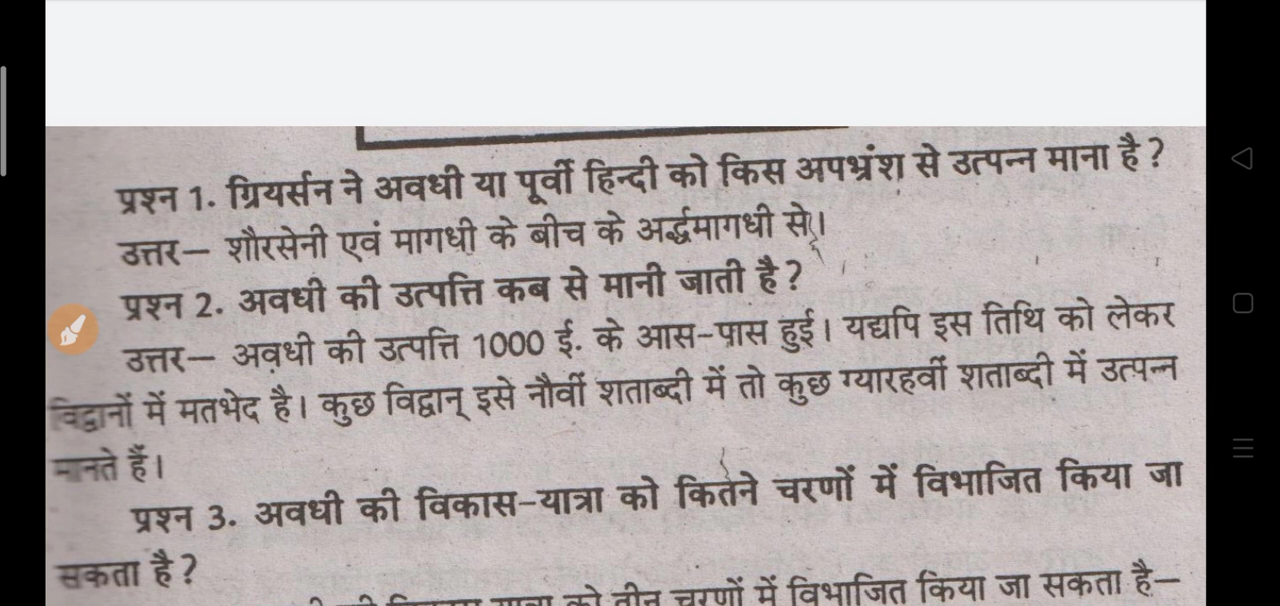 प्रश्न 1. ग्रियर्सन ने अवधी या पूर्वी हिन्दी को किस अपभ्रंश से उत्पन्न माना है?
उत्तर— शौरसेनी एवं मागधी के बीच के अर्द्धमागधी से।
प्रश्न 2. अवधी की उत्पत्ति कब से मानी जाती है?
उत्तर— अवधी की उत्पत्ति 1000 ई. के आस-पास हुई। यद्यपि इस तिथि को लेकर
विद्वानों में मतभेद है। कुछ विद्वान् इसे नौवीं शताब्दी में तो कुछ ग्यारहवीं शताब्दी में उत्पन्न
मानते हैं।
प्रश्न 3. अवधी की विकास-यात्रा को कितने चरणों में विभाजित किया जा
सकता है?
यात्रा को तीन चरणों में विभाजित किया जा सकता है—